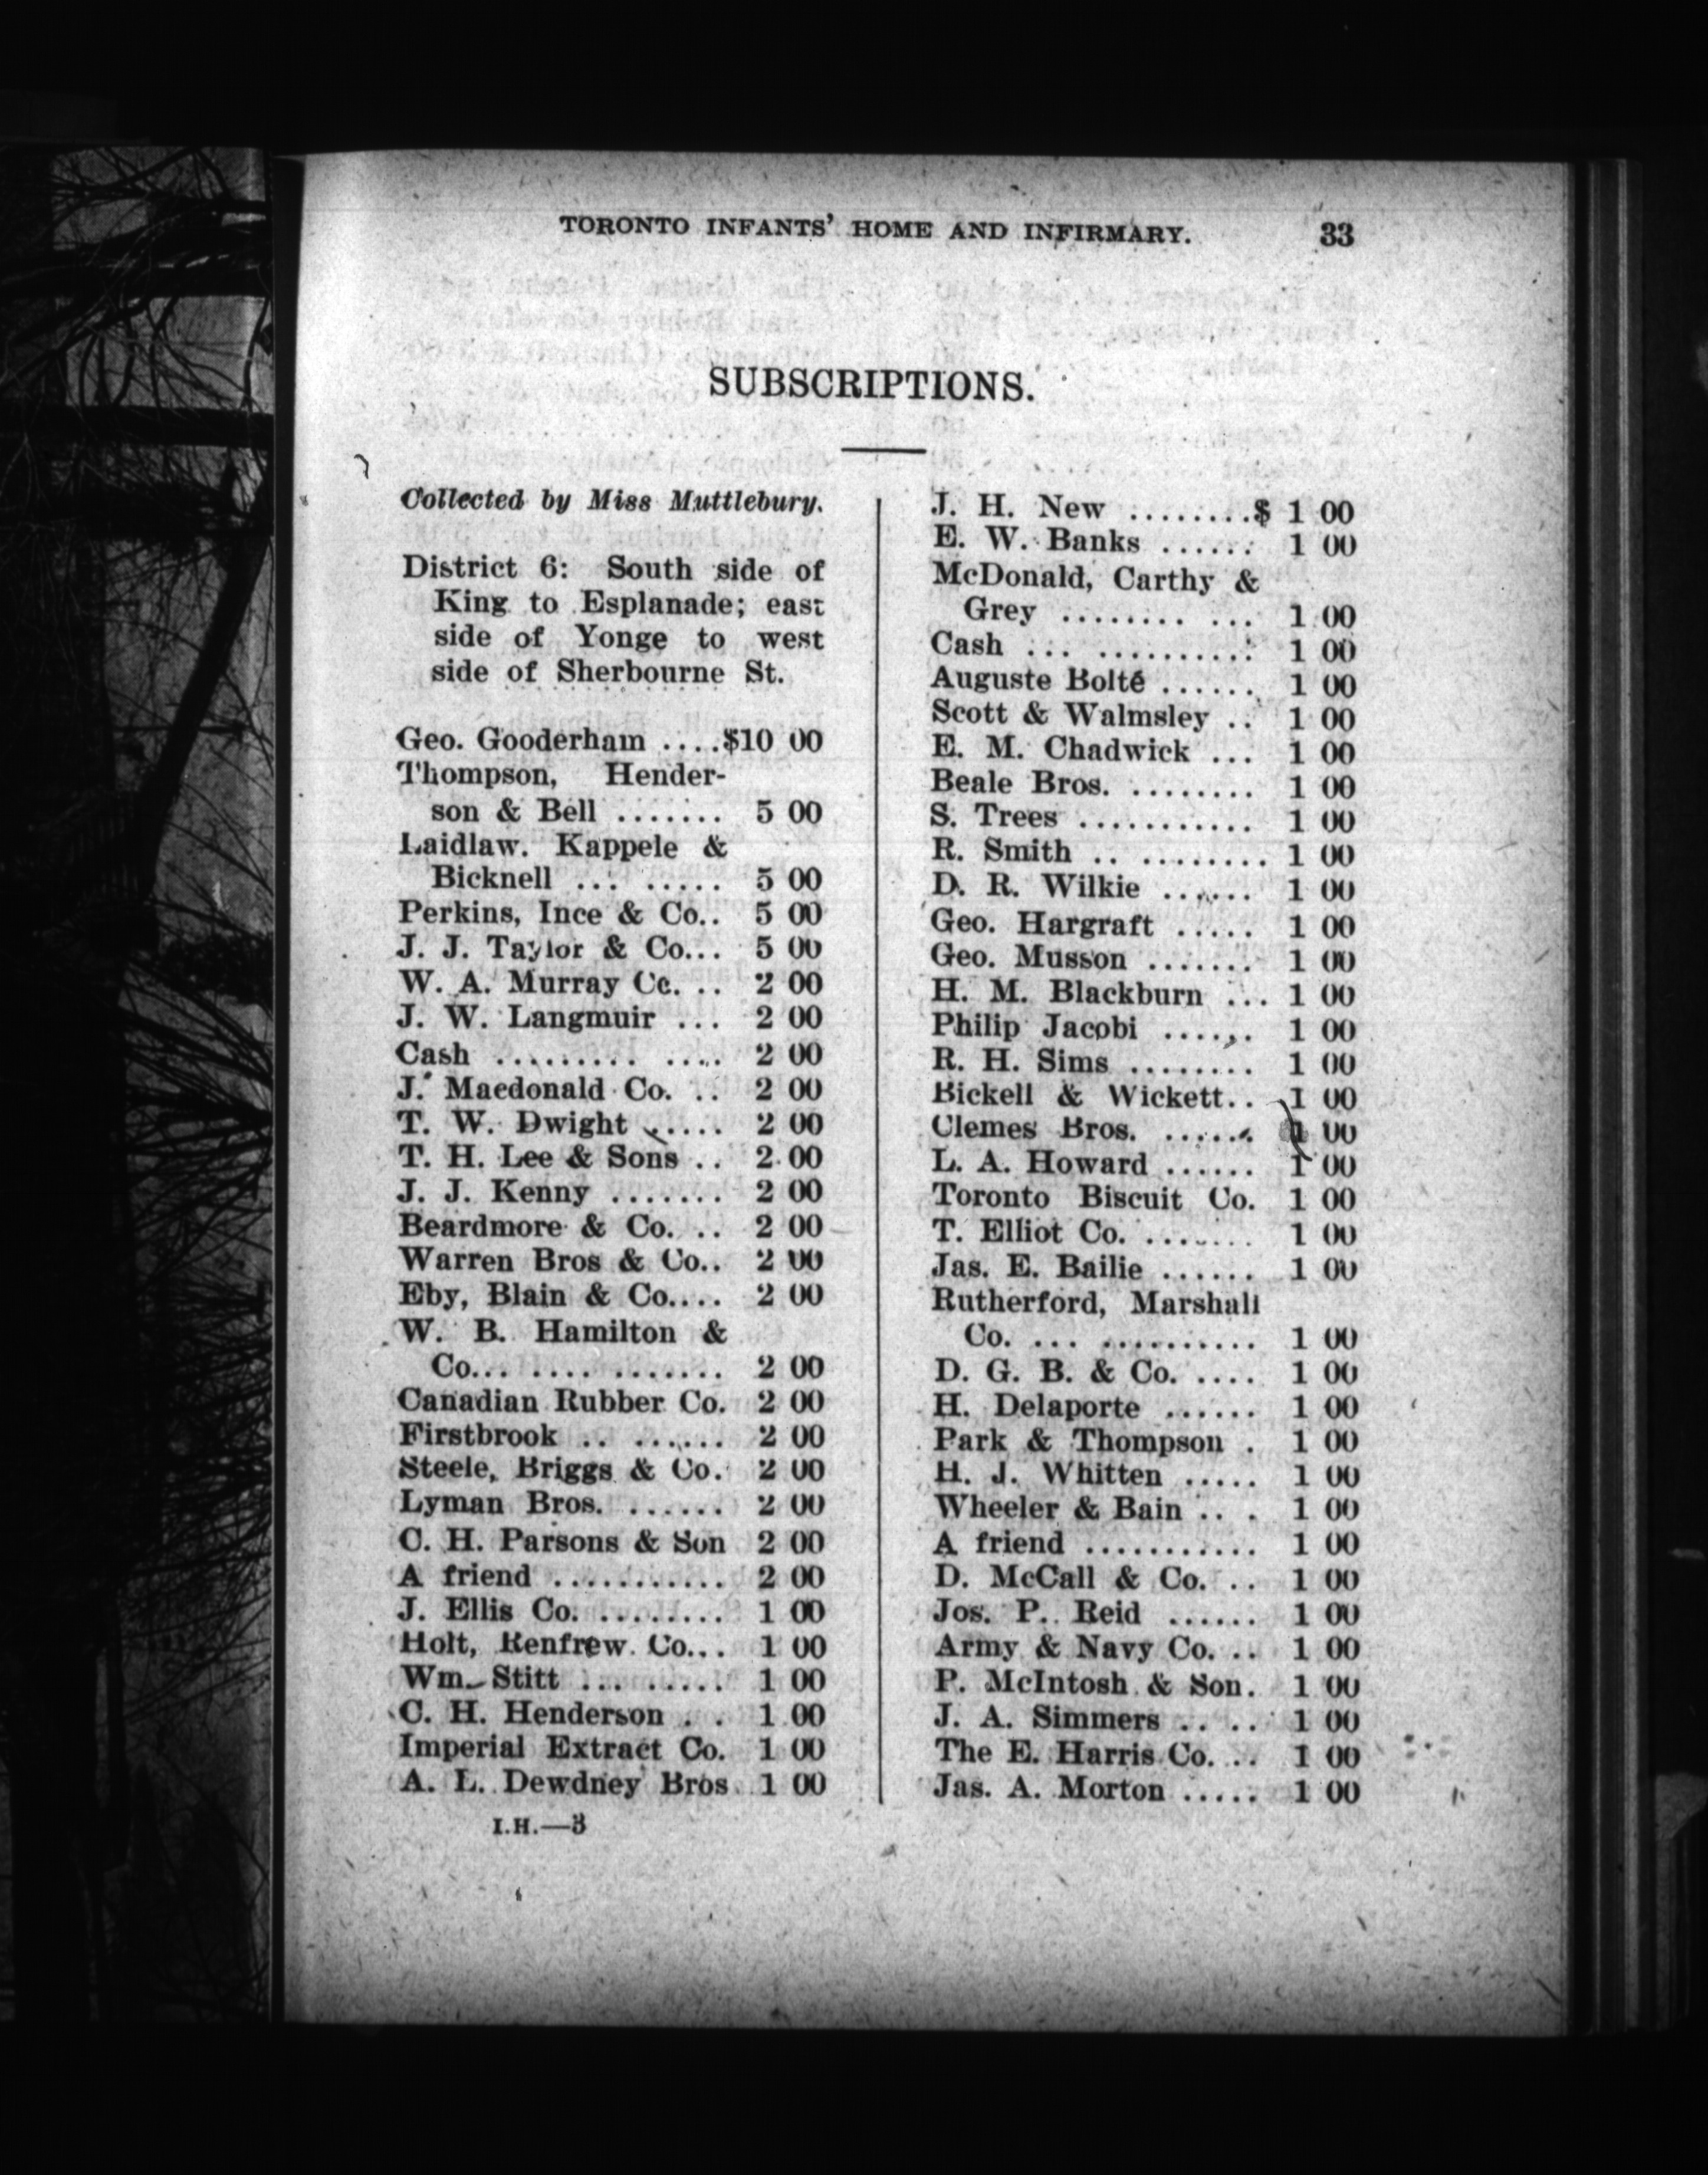 TORONTO INFANTS' HOME AND INFIRMARY. 33
SUBSCRIPTIONS.
Collected by Miss Muttlebury.
District 6: South side of
King to Esplanade; east
side of Yonge to west
side of Sherbourne St.
Geo. Gooderham ....$10 00
Thompson, Hender-
son & Bell ....... 5 00
Laidlaw. Kappele &
Bicknell ... ..... 5 00
Perkins, Ince & Co.. 5 00
J. J. Taylor & Co... 5 00
W. A. Murray Co. .. 2 00
J. W. Langmuir ... 2 00
Cash ......... .... 2 00
J. Macdonald Co. .. 2 00
T. W. Dwight ..... 2 00
T. H. Lee & Sons .. 2 00
J. J. Kenny ....... 2 00
Beardmore & Co. .. 2 00
Warren Bros & Co.. 2 00
Eby, Blain & Co.... 2 00
W. B. Hamilton &
Co... .... ....... 2 00
Canadian Rubber Co. 2 00
Firstbrook .. ...... 2 00
Steele, Briggs & Co. 2 00
Lyman Bros. ...... 2 00
C. H. Parsons & Son 2 00
A friend ........... 2 00
J. Ellis Co. ........ 1 00
Holt, Renfrew Co... 1 00
Wm. Stitt ... ..... 1 00
C. H. Henderson . . 1 00
Imperial Extract Co. 1 00
A. L. Dewdney Bros 1 00
I.H.—3
J. H. New ........$ 1 00
E. W. Banks ...... 1 00
McDonald, Carthy &
Grey ........ ... 1 00
Cash ... .......... 1 00
Auguste Bolté ...... 1 00
Scott & Walmsley .. 1 00
E. M. Chadwick ... 1 00
Beale Bros. ........ 1 00
S. Trees ........... 1 00
R. Smith .. ........ 1 00
D. R. Wilkie ...... 1 00
Geo. Hargraft ..... 1 00
Geo. Musson ....... 1 00
H. M. Blackburn ... 1 00
Philip Jacobi ...... 1 00
R. H. Sims ........ 1 00
Bickell & Wickett.. 1 00
Clemes Bros. ...... 1 00
L. A. Howard ...... 1 00
Toronto Biscuit Co. 1 00
T. Elliot Co. ....... 1 00
Jas. E. Bailie ...... 1 00
Rutherford, Marshall
Co. ... ........... 1 00
D. G. B. & Co. .... 1 00
H. Delaporte ...... 1 00
Park & Thompson . 1 00
H. J. Whitten ..... 1 00
Wheeler & Bain .. . 1 00
A friend ........... 1 00
D. McCall & Co. .. 1 00
Jos. P. Reid ...... 1 00
Army & Navy Co. .. 1 00
P. McIntosh & Son. 1 00
J. A. Simmers .. .. 1 00
The E. Harris Co. .. 1 00
Jas. A. Morton ..... 1 00